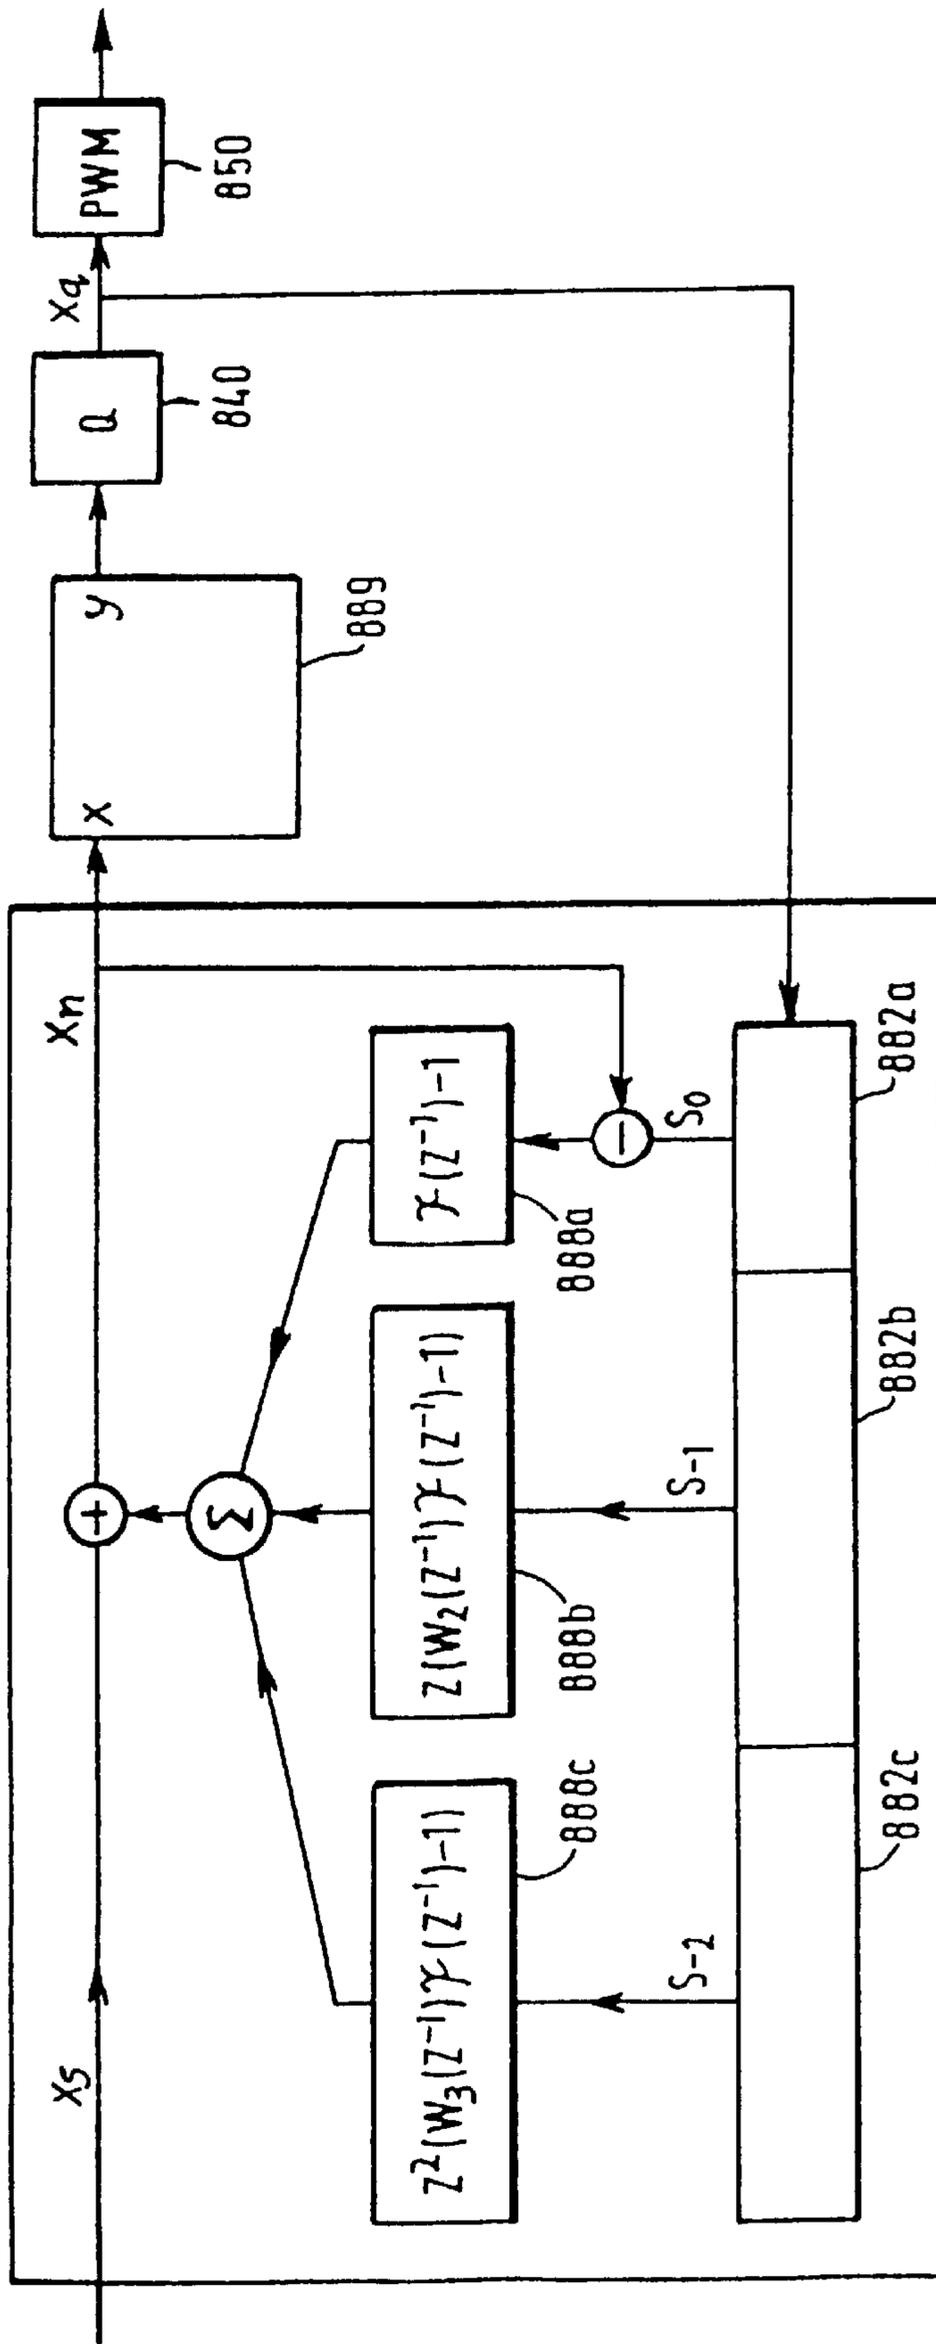 Xs
Xn
X
y
889
Q
840
Xq
PWM
850
+
Σ
Z²(W₃(Z⁻¹)𝓕(Z⁻¹)-1)
888c
Z(W₂(Z⁻¹)𝓕(Z⁻¹)-1)
888b
𝓕(Z⁻¹)-1
888a
−
S-2
S-1
S₀
882c
882b
882a